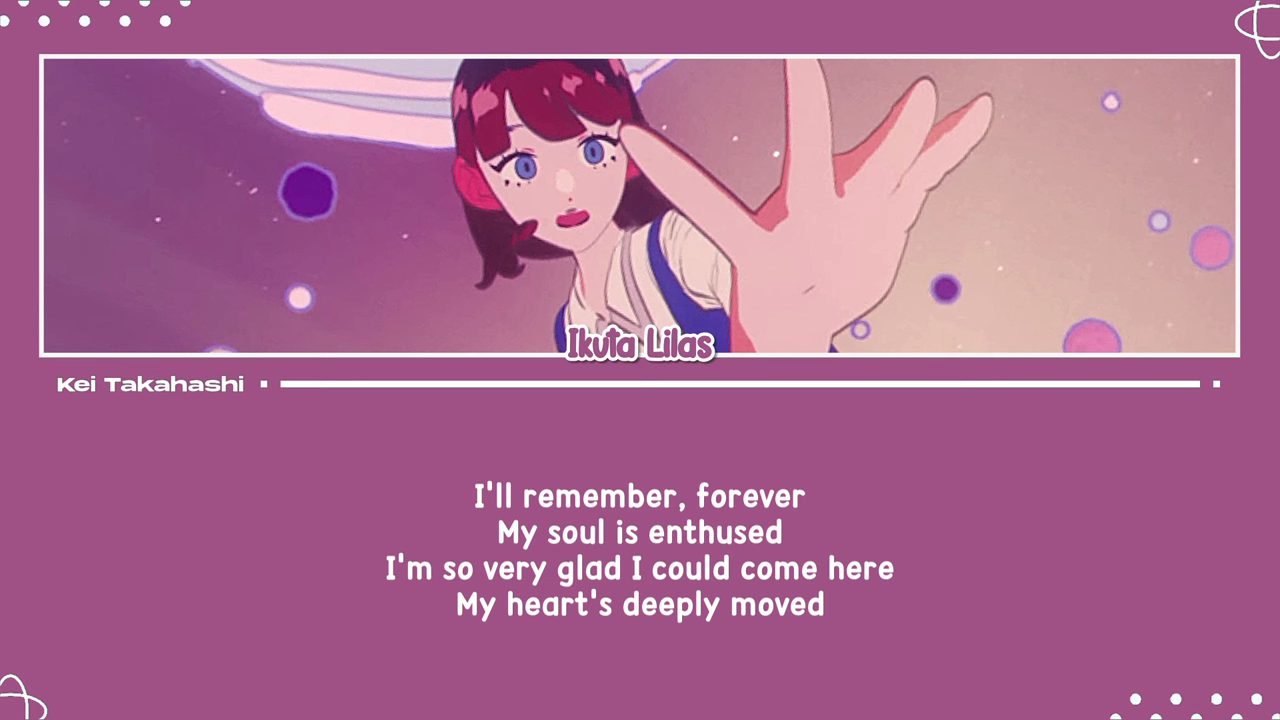 Ikuta Lilas
Kei Takahashi
I'll remember, forever
My soul is enthused
I'm so very glad I could come here
My heart's deeply moved